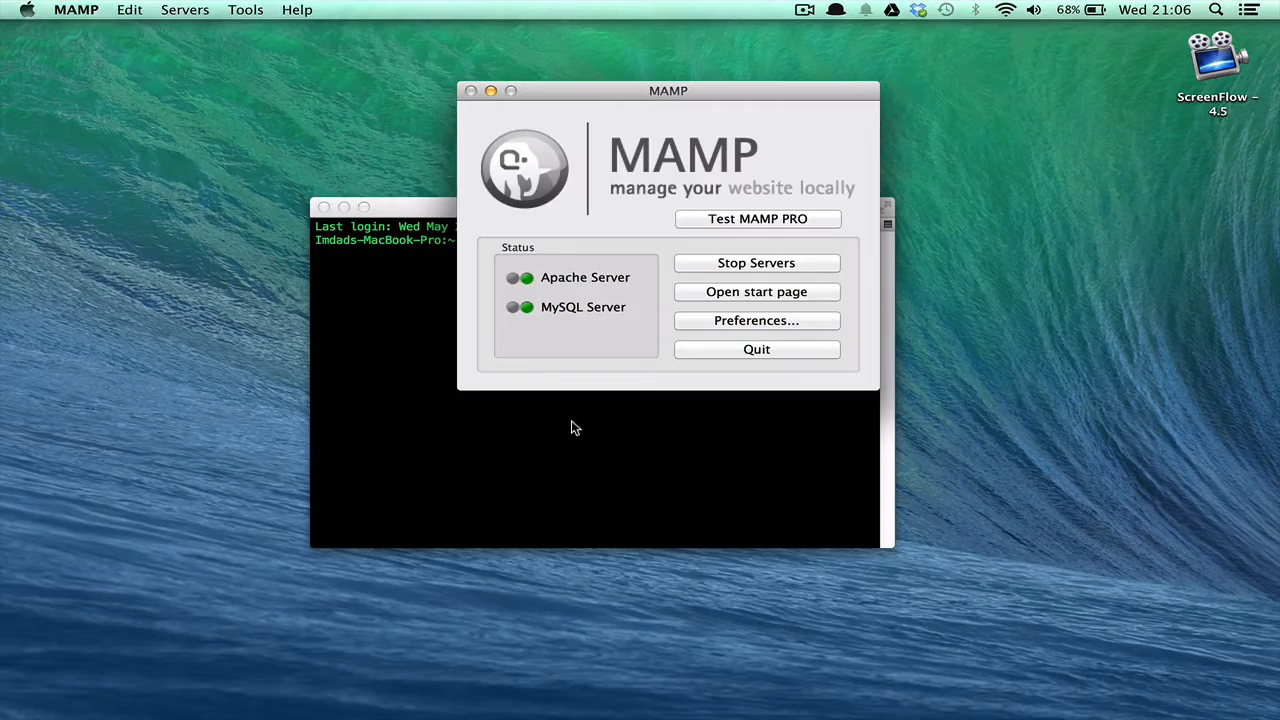 MAMP Edit Servers Tools Help 68% Wed 21:06
ScreenFlow –
4.5
MAMP
MAMP
manage your website locally
Test MAMP PRO
Last login: Wed May
Imdads-MacBook-Pro:~
Status
Apache Server
MySQL Server
Stop Servers
Open start page
Preferences...
Quit